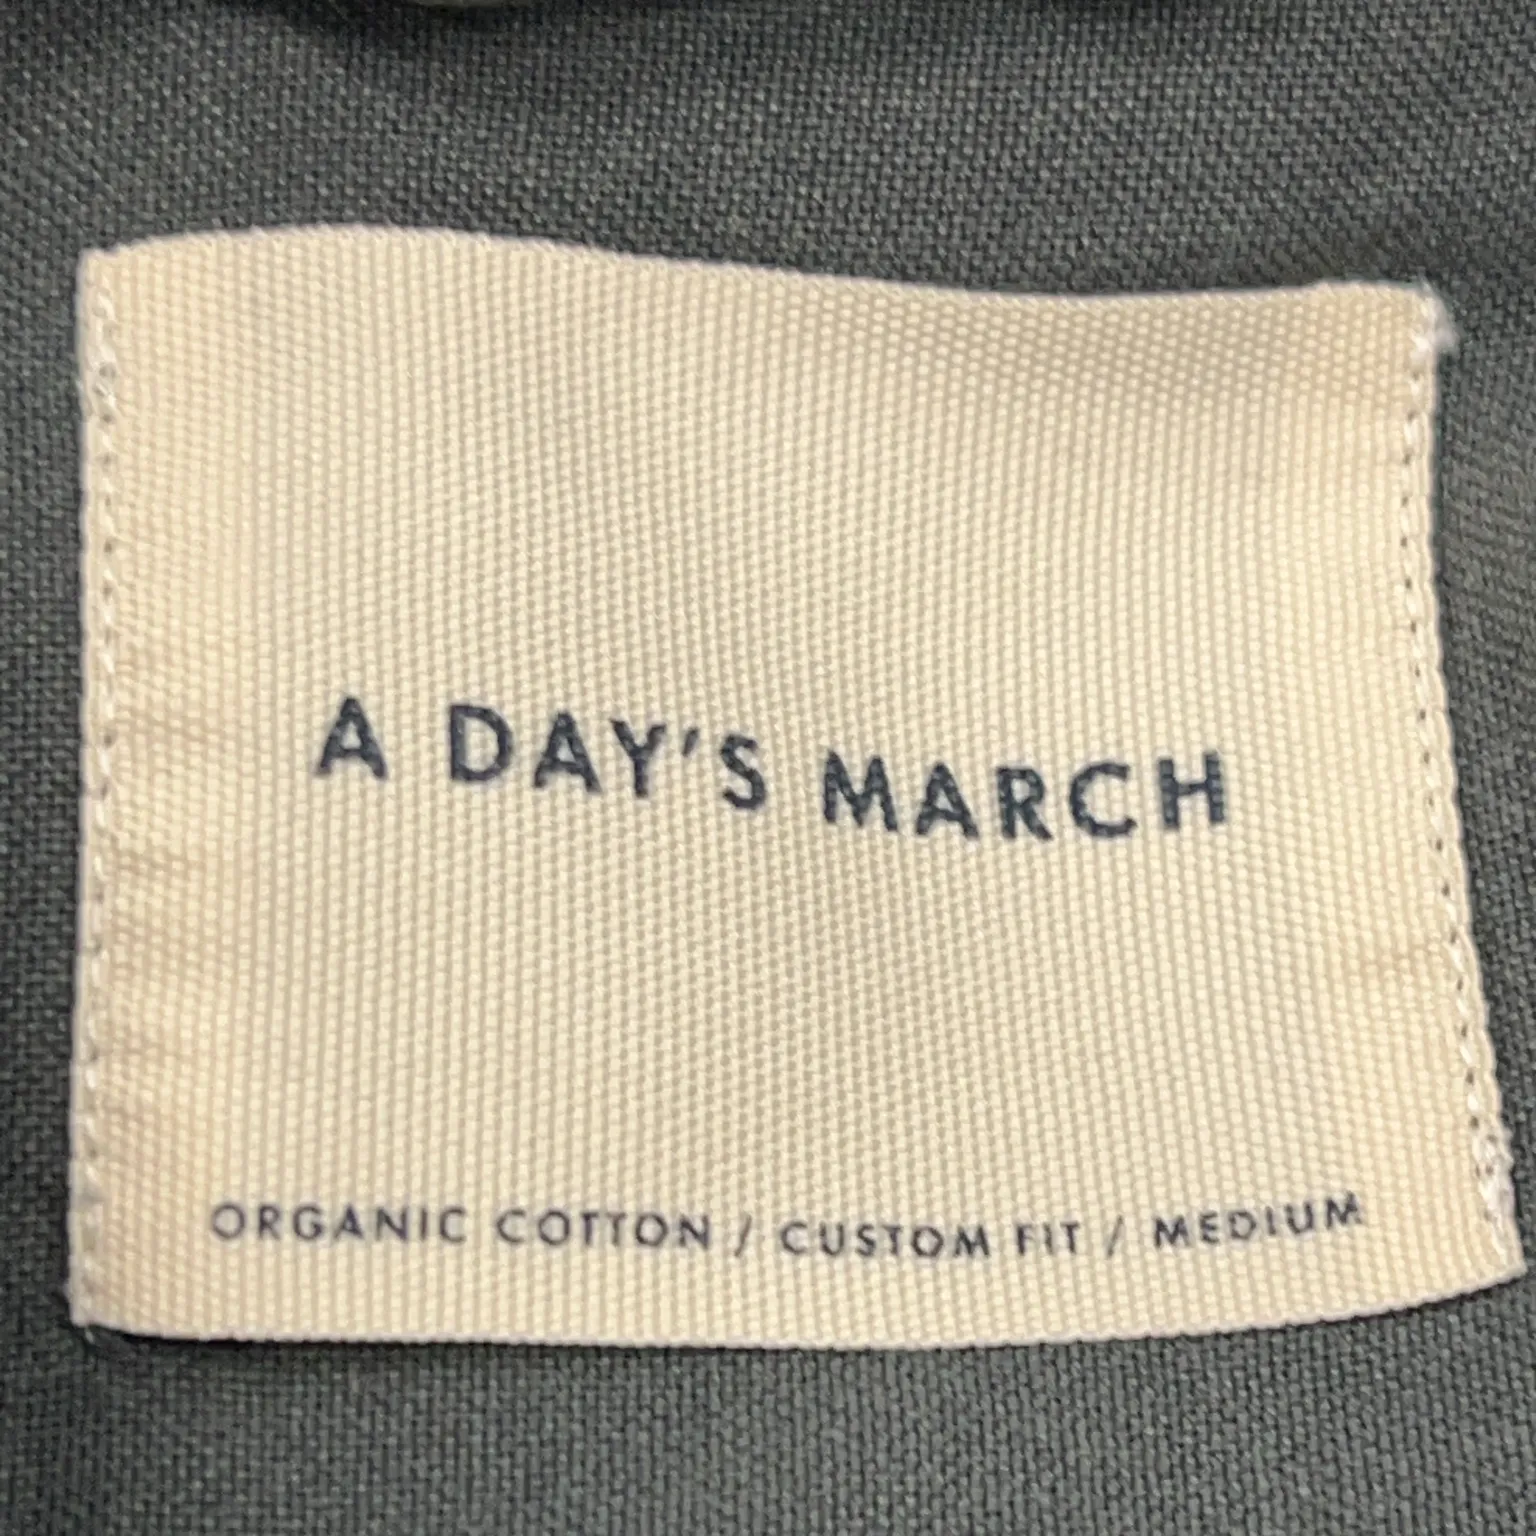 A DAY'S MARCH
ORGANIC COTTON / CUSTOM FIT / MEDIUM